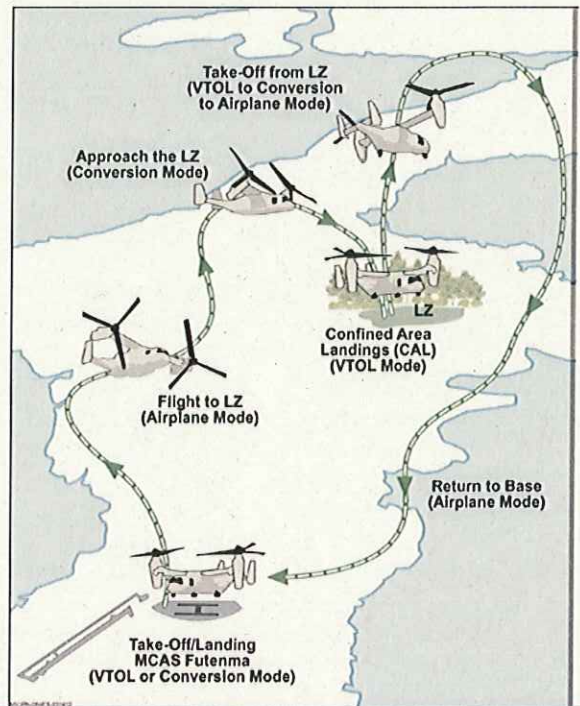 Take-Off from LZ
(VTOL to Conversion
to Airplane Mode)
Approach the LZ
(Conversion Mode)
LZ
Confined Area
Landings (CAL)
(VTOL Mode)
Flight to LZ
(Airplane Mode)
Return to Base
(Airplane Mode)
Take-Off/Landing
MCAS Futenma
(VTOL or Conversion Mode)